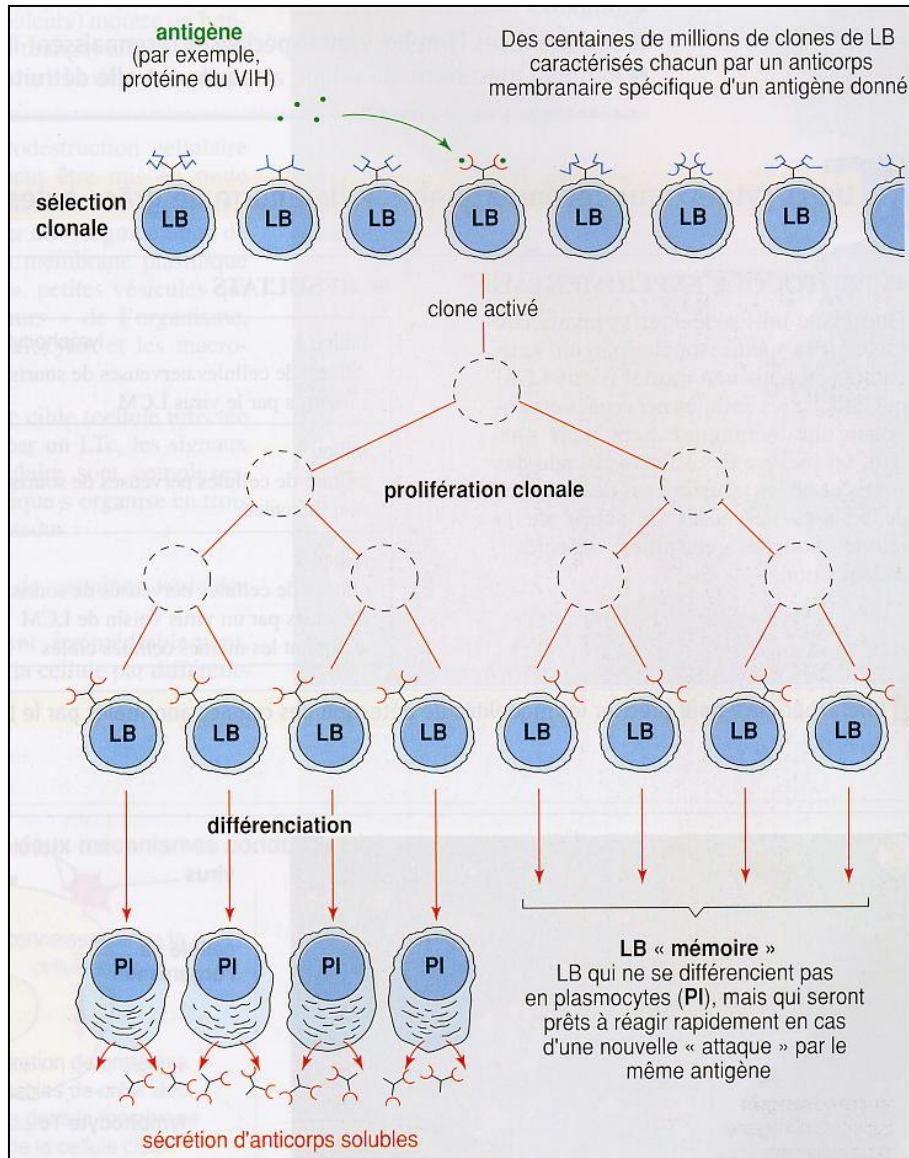 antigène
(par exemple,
protéine du VIH)
Des centaines de millions de clones de LB
caractérisés chacun par un anticorps
membranaire spécifique d'un antigène donné
sélection
clonale
LB
LB
LB
LB
LB
LB
LB
clone activé
prolifération clonale
LB
LB
LB
LB
LB
LB
LB
LB
différenciation
PI
PI
PI
PI
LB « mémoire »
LB qui ne se différencient pas
en plasmocytes (PI), mais qui seront
prêts à réagir rapidement en cas
d'une nouvelle « attaque » par le
même antigène
sécrétion d'anticorps solubles